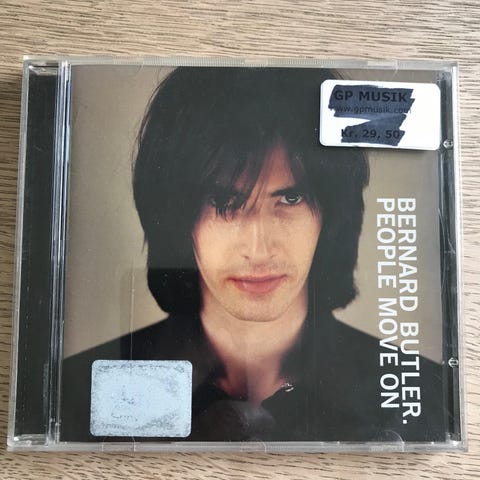 GP MUSIK
www.gpmusik.com
Kr. 29, 50
BERNARD BUTLER.
PEOPLE MOVE ON